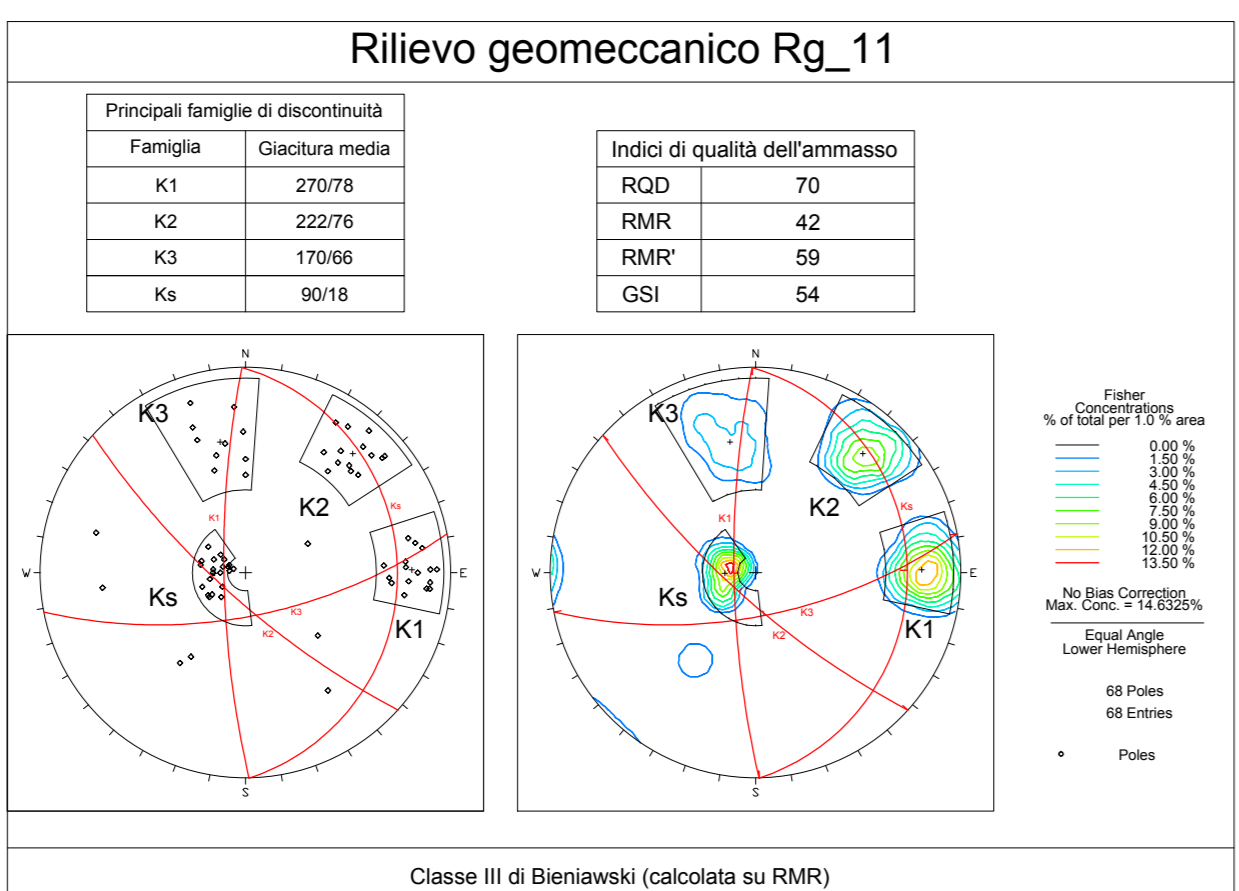 Rilievo geomeccanico Rg_11
Principali famiglie di discontinuità
Famiglia Giacitura media
K1 270/78
K2 222/76
K3 170/66
Ks 90/18
Indici di qualità dell'ammasso
RQD 70
RMR 42
RMR' 59
GSI 54
N
K3
K2
K1
Ks
W
E
Ks
K3
K1
K2
S
N
K3
K2
Ks
K1
W
E
Ks
K3
K1
K2
S
Fisher
Concentrations
% of total per 1.0 % area
0.00 %
1.50 %
3.00 %
4.50 %
6.00 %
7.50 %
9.00 %
10.50 %
12.00 %
13.50 %
No Bias Correction
Max. Conc. = 14.6325%
Equal Angle
Lower Hemisphere
68 Poles
68 Entries
Poles
Classe III di Bieniawski (calcolata su RMR)